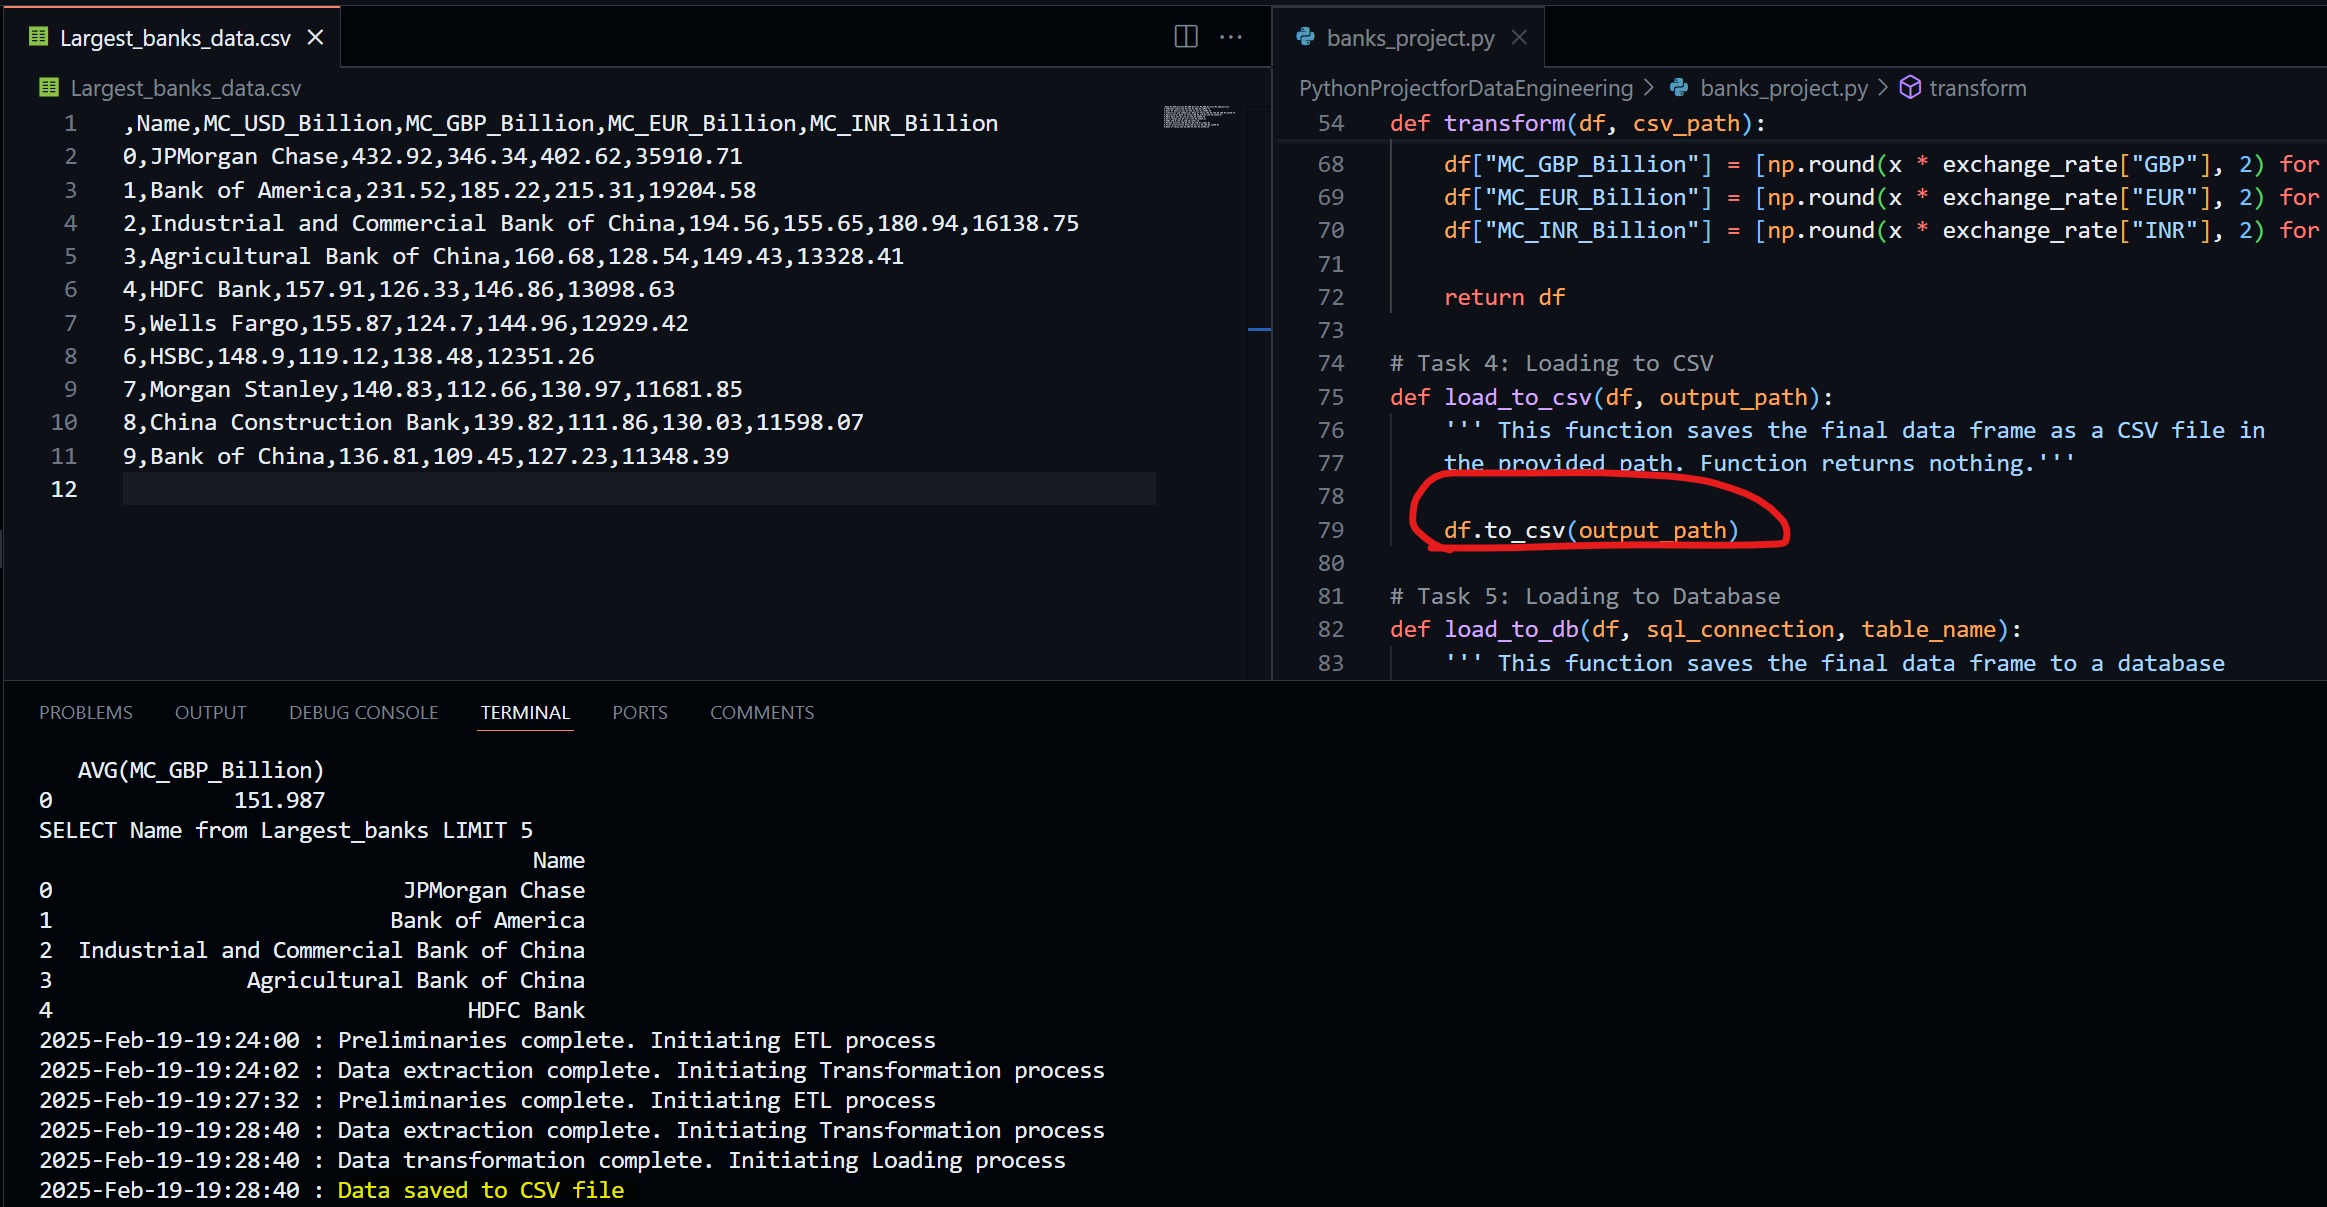 Largest_banks_data.csv
Largest_banks_data.csv
1 ,Name,MC_USD_Billion,MC_GBP_Billion,MC_EUR_Billion,MC_INR_Billion
2 0,JPMorgan Chase,432.92,346.34,402.62,35910.71
3 1,Bank of America,231.52,185.22,215.31,19204.58
4 2,Industrial and Commercial Bank of China,194.56,155.65,180.94,16138.75
5 3,Agricultural Bank of China,160.68,128.54,149.43,13328.41
6 4,HDFC Bank,157.91,126.33,146.86,13098.63
7 5,Wells Fargo,155.87,124.7,144.96,12929.42
8 6,HSBC,148.9,119.12,138.48,12351.26
9 7,Morgan Stanley,140.83,112.66,130.97,11681.85
10 8,China Construction Bank,139.82,111.86,130.03,11598.07
11 9,Bank of China,136.81,109.45,127.23,11348.39
12
banks_project.py
PythonProjectforDataEngineering > banks_project.py > transform
54 def transform(df, csv_path):
68 df["MC_GBP_Billion"] = [np.round(x * exchange_rate["GBP"], 2) for
69 df["MC_EUR_Billion"] = [np.round(x * exchange_rate["EUR"], 2) for
70 df["MC_INR_Billion"] = [np.round(x * exchange_rate["INR"], 2) for
71
72 return df
73
74 # Task 4: Loading to CSV
75 def load_to_csv(df, output_path):
76 ''' This function saves the final data frame as a CSV file in
77 the provided path. Function returns nothing.'''
78
79 df.to_csv(output_path)
80
81 # Task 5: Loading to Database
82 def load_to_db(df, sql_connection, table_name):
83 ''' This function saves the final data frame to a database
PROBLEMS OUTPUT DEBUG CONSOLE TERMINAL PORTS COMMENTS
AVG(MC_GBP_Billion)
0 151.987
SELECT Name from Largest_banks LIMIT 5
Name
0 JPMorgan Chase
1 Bank of America
2 Industrial and Commercial Bank of China
3 Agricultural Bank of China
4 HDFC Bank
2025-Feb-19-19:24:00 : Preliminaries complete. Initiating ETL process
2025-Feb-19-19:24:02 : Data extraction complete. Initiating Transformation process
2025-Feb-19-19:27:32 : Preliminaries complete. Initiating ETL process
2025-Feb-19-19:28:40 : Data extraction complete. Initiating Transformation process
2025-Feb-19-19:28:40 : Data transformation complete. Initiating Loading process
2025-Feb-19-19:28:40 : Data saved to CSV file